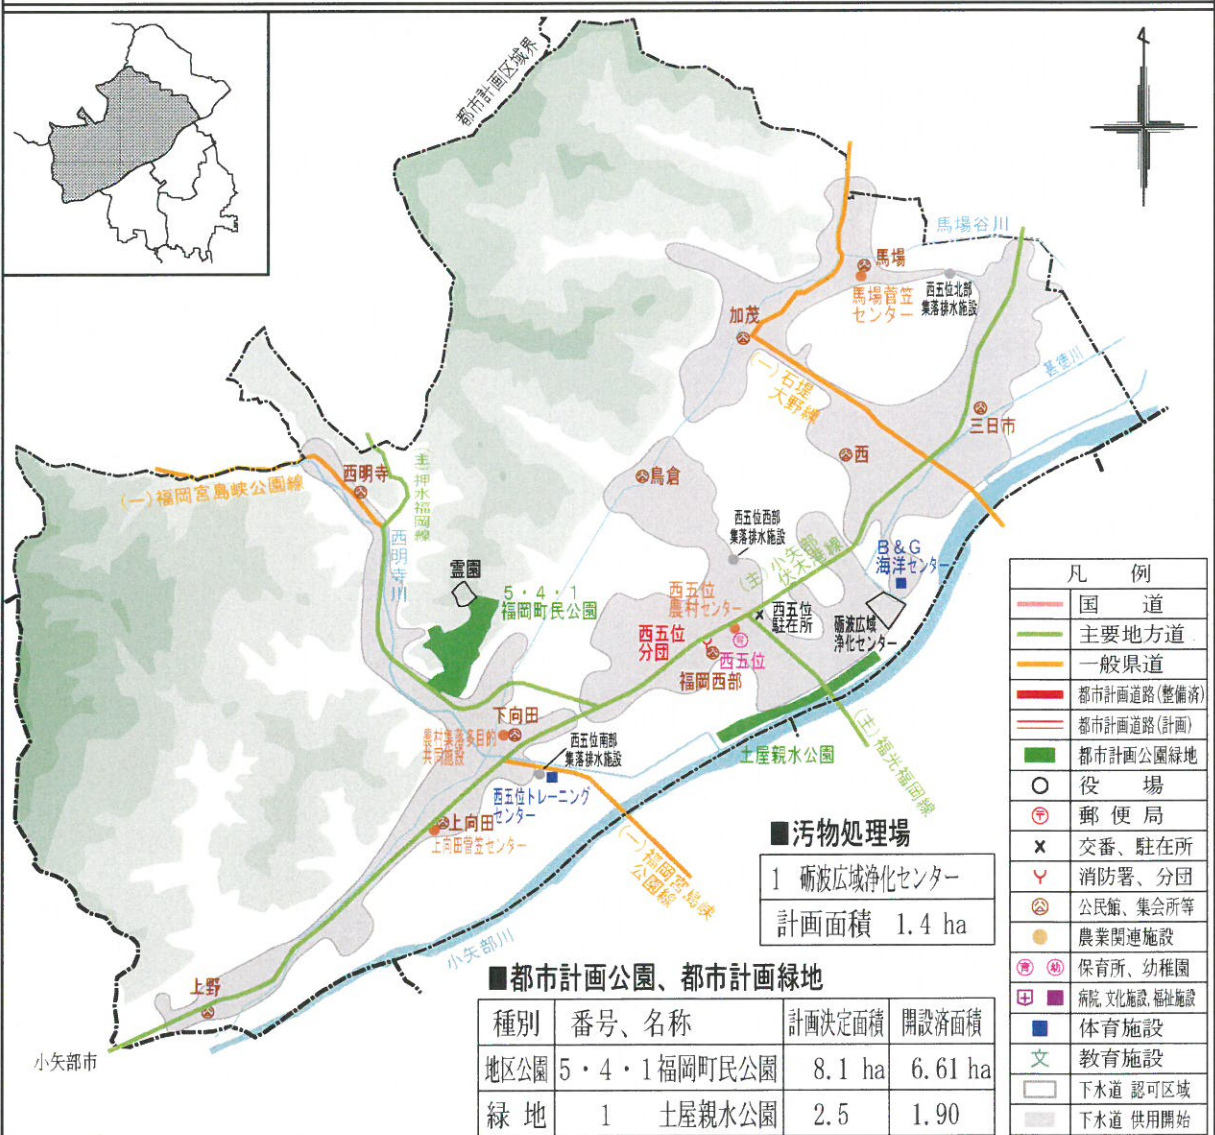 都市計画区域界
馬場谷川
馬場
馬場菅笠
センター
西五位北部
集落排水施設
加茂
(一)石堤
大野線
甚徳川
三日市
西
鳥倉
(一)福岡宮島峡公園線
西明寺
(主)押水福岡線
西明寺川
西五位西部
集落排水施設
(主)小矢部
伏木港線
B&G
海洋センター
霊園
5・4・1
福岡町民公園
西五位
農村センター
西五位
駐在所
砺波広域
浄化センター
西五位
分団
西五位
福岡西部
下向田
農村集落多目的
共同施設
西五位南部
集落排水施設
土屋親水公園
(主)福光福岡線
西五位トレーニング
センター
上向田
上向田菅笠センター
(一)福岡宮島峡
公園線
小矢部川
上野
小矢部市
■汚物処理場
1 砺波広域浄化センター
計画面積 1.4 ha
■都市計画公園、都市計画緑地
種別 番号、名称 計画決定面積 開設済面積
地区公園 5・4・1福岡町民公園 8.1 ha 6.61 ha
緑地 1 土屋親水公園 2.5 1.90
凡例
国道
主要地方道
一般県道
都市計画道路(整備済)
都市計画道路(計画)
都市計画公園緑地
役場
郵便局
交番、駐在所
消防署、分団
公民館、集会所等
農業関連施設
育 幼 保育所、幼稚園
病院,文化施設,福祉施設
体育施設
文 教育施設
下水道 認可区域
下水道 供用開始